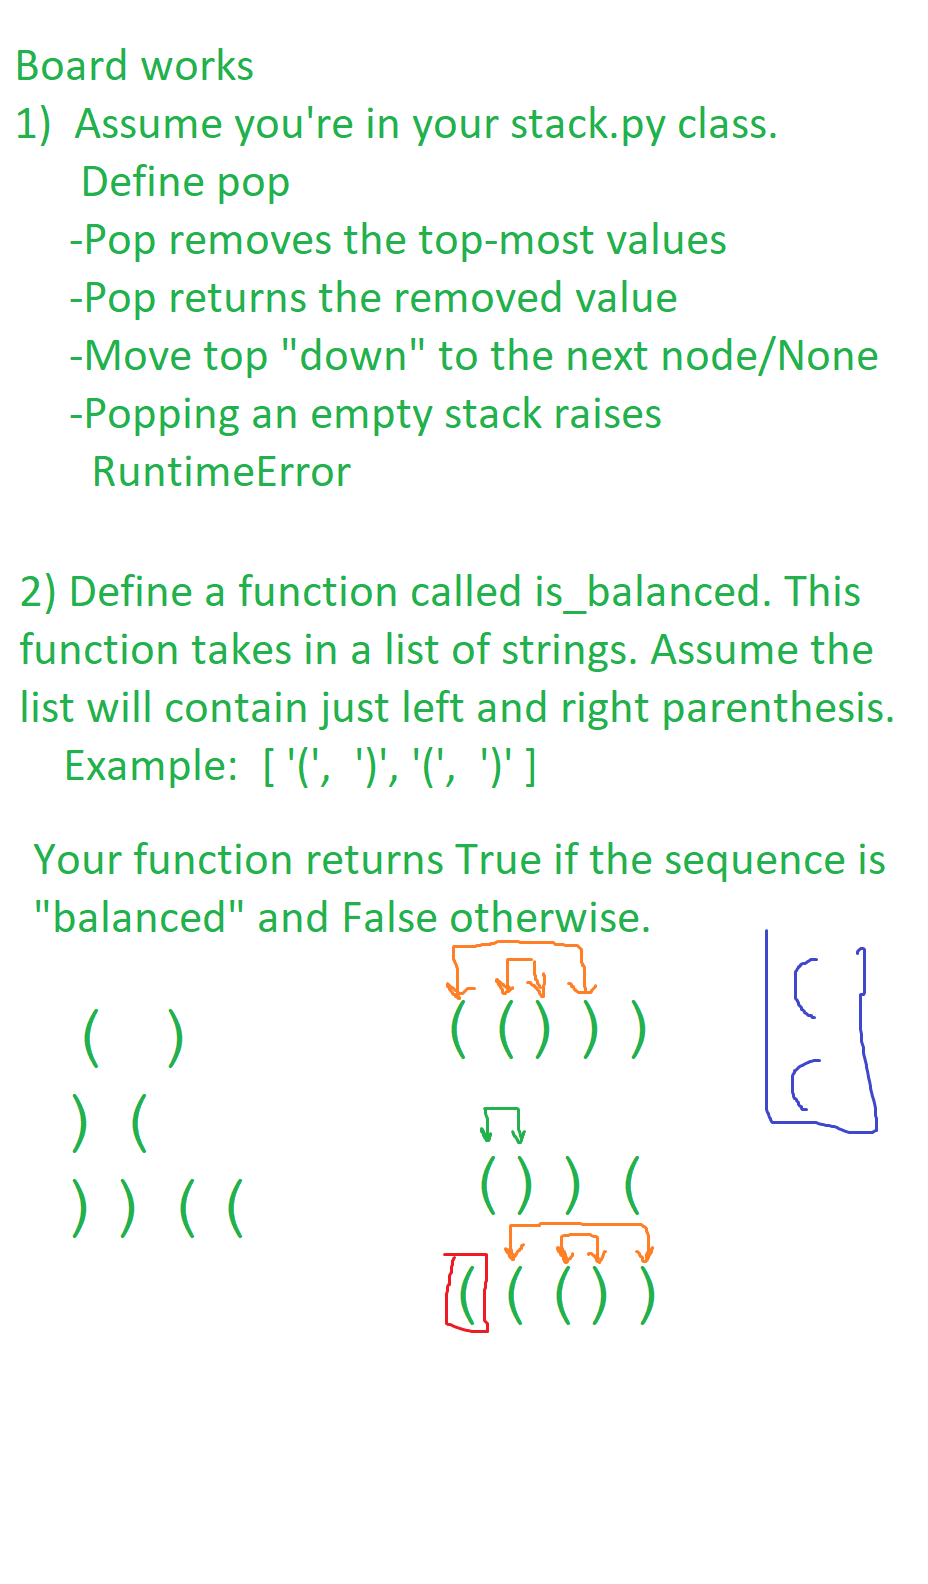 Board works
1) Assume you're in your stack.py class.
Define pop
-Pop removes the top-most values
-Pop returns the removed value
-Move top "down" to the next node/None
-Popping an empty stack raises
RuntimeError
2) Define a function called is_balanced. This
function takes in a list of strings. Assume the
list will contain just left and right parenthesis.
Example: [ '(', ')', '(', ')' ]
Your function returns True if the sequence is
"balanced" and False otherwise.
( )
) (
) ) ( (
( ( ) ) )
( ) ) (
( ( ( ) )
(
(